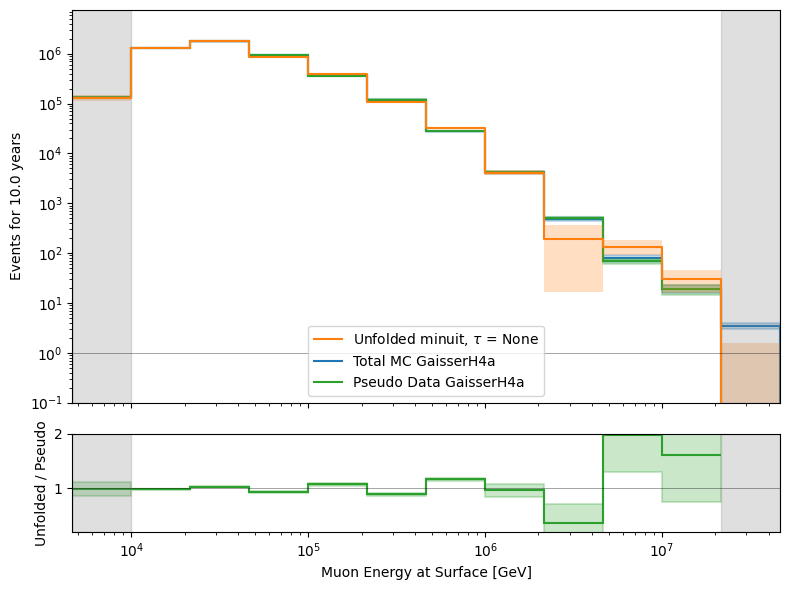 Events for 10.0 years
10^6
10^5
10^4
10^3
10^2
10^1
10^0
10^-1
Unfolded minuit, τ = None
Total MC GaisserH4a
Pseudo Data GaisserH4a
Unfolded / Pseudo
2
1
10^4 10^5 10^6 10^7
Muon Energy at Surface [GeV]